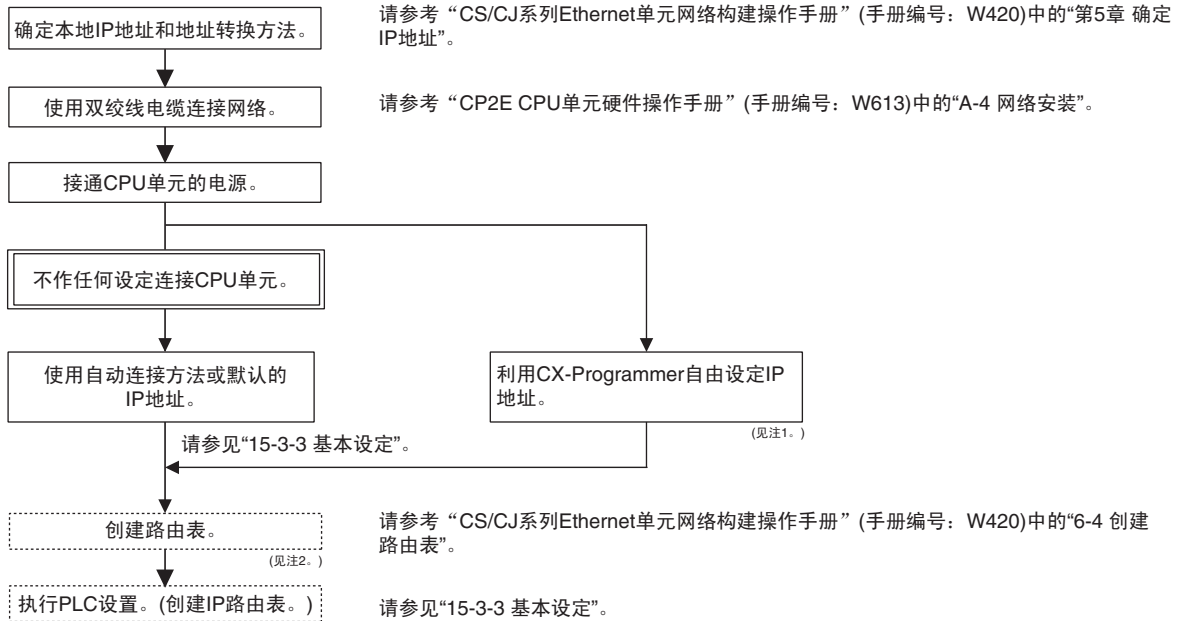 确定本地IP地址和地址转换方法。
请参考“CS/CJ系列Ethernet单元网络构建操作手册”(手册编号：W420)中的“第5章 确定
IP地址”。
使用双绞线电缆连接网络。
请参考“CP2E CPU单元硬件操作手册”(手册编号：W613)中的“A-4 网络安装”。
接通CPU单元的电源。
不作任何设定连接CPU单元。
使用自动连接方法或默认的
IP地址。
利用CX-Programmer自由设定IP
地址。
(见注1。)
请参见“15-3-3 基本设定”。
创建路由表。
(见注2。)
请参考“CS/CJ系列Ethernet单元网络构建操作手册”(手册编号：W420)中的“6-4 创建
路由表”。
执行PLC设置。(创建IP路由表。)
请参见“15-3-3 基本设定”。